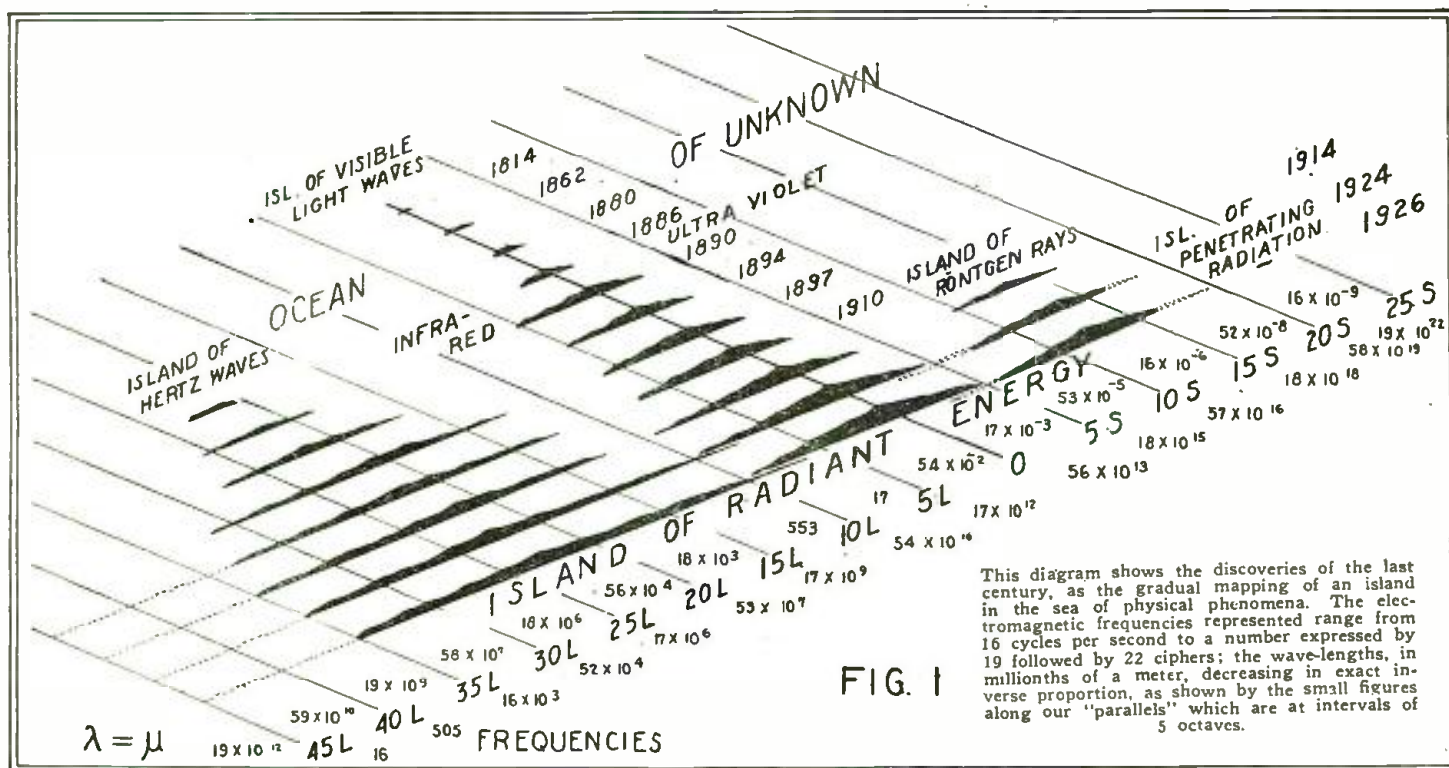 OF UNKNOWN
ISL. OF VISIBLE
LIGHT WAVES
1814
1862
1880
1886
ULTRA VIOLET
1890
1894
1897
1910
ISLAND OF
RÖNTGEN RAYS
ISL. OF
PENETRATING
RADIATION
1914
1924
1926
OCEAN
INFRA-
RED
ISLAND OF
HERTZ WAVES
ISLAND OF RADIANT ENERGY
16 X 10⁻⁹ 25 S 19 X 10²²
52 X 10⁻⁸ 20 S 58 X 10¹⁹
16 X 10⁻⁶ 15 S 18 X 10¹⁸
53 X 10⁻⁵ 10 S 57 X 10¹⁶
17 X 10⁻³ 5 S 18 X 10¹⁵
54 X 10⁻² 0 56 X 10¹³
17 5 L 17 X 10¹²
553 10 L 54 X 10¹⁰
18 X 10³ 15 L 17 X 10⁹
56 X 10⁴ 20 L 53 X 10⁷
18 X 10⁶ 25 L 17 X 10⁶
58 X 10⁷ 30 L 52 X 10⁴
19 X 10⁹ 35 L 16 X 10³
59 X 10¹⁰ 40 L 505
19 X 10¹² 45 L 16
λ = μ
FREQUENCIES
FIG. 1
This diagram shows the discoveries of the last
century, as the gradual mapping of an island
in the sea of physical phenomena. The elec-
tromagnetic frequencies represented range from
16 cycles per second to a number expressed by
19 followed by 22 ciphers; the wave-lengths, in
millionths of a meter, decreasing in exact in-
verse proportion, as shown by the small figures
along our "parallels" which are at intervals of
5 octaves.